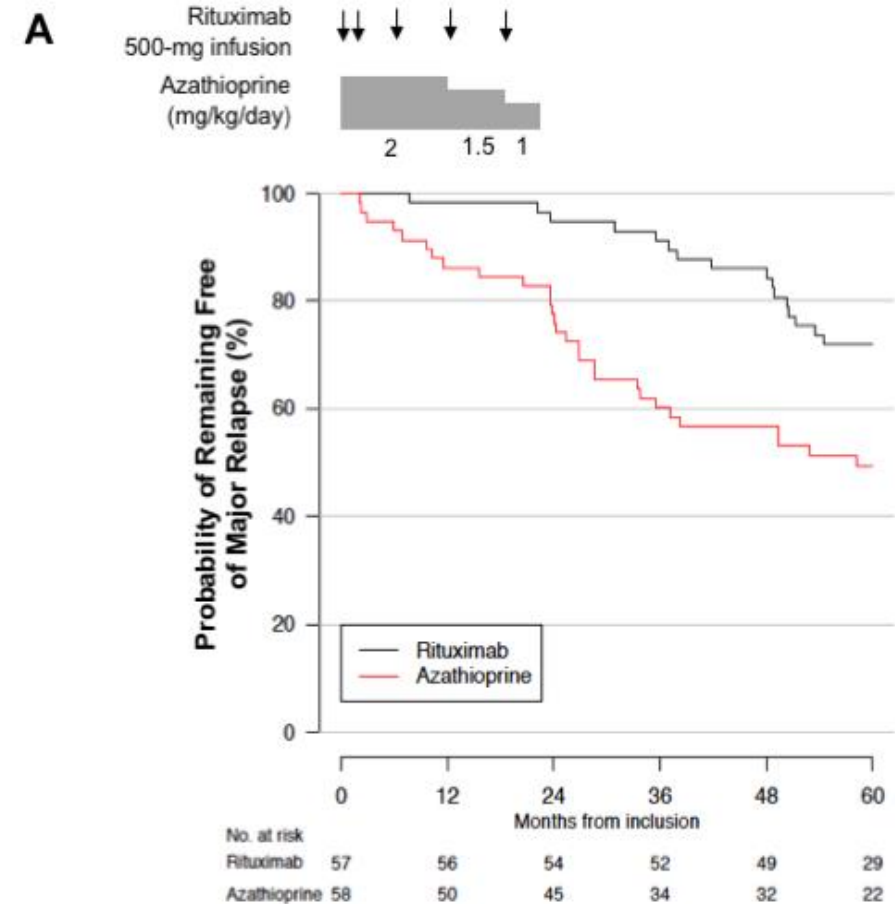 A
Rituximab
500-mg infusion
Azathioprine
(mg/kg/day)
2 1.5 1
Probability of Remaining Free
of Major Relapse (%)
100
80
60
40
20
0
Rituximab
Azathioprine
0 12 24 36 48 60
Months from inclusion
No. at risk
Rituximab 57 56 54 52 49 29
Azathioprine 58 50 45 34 32 22